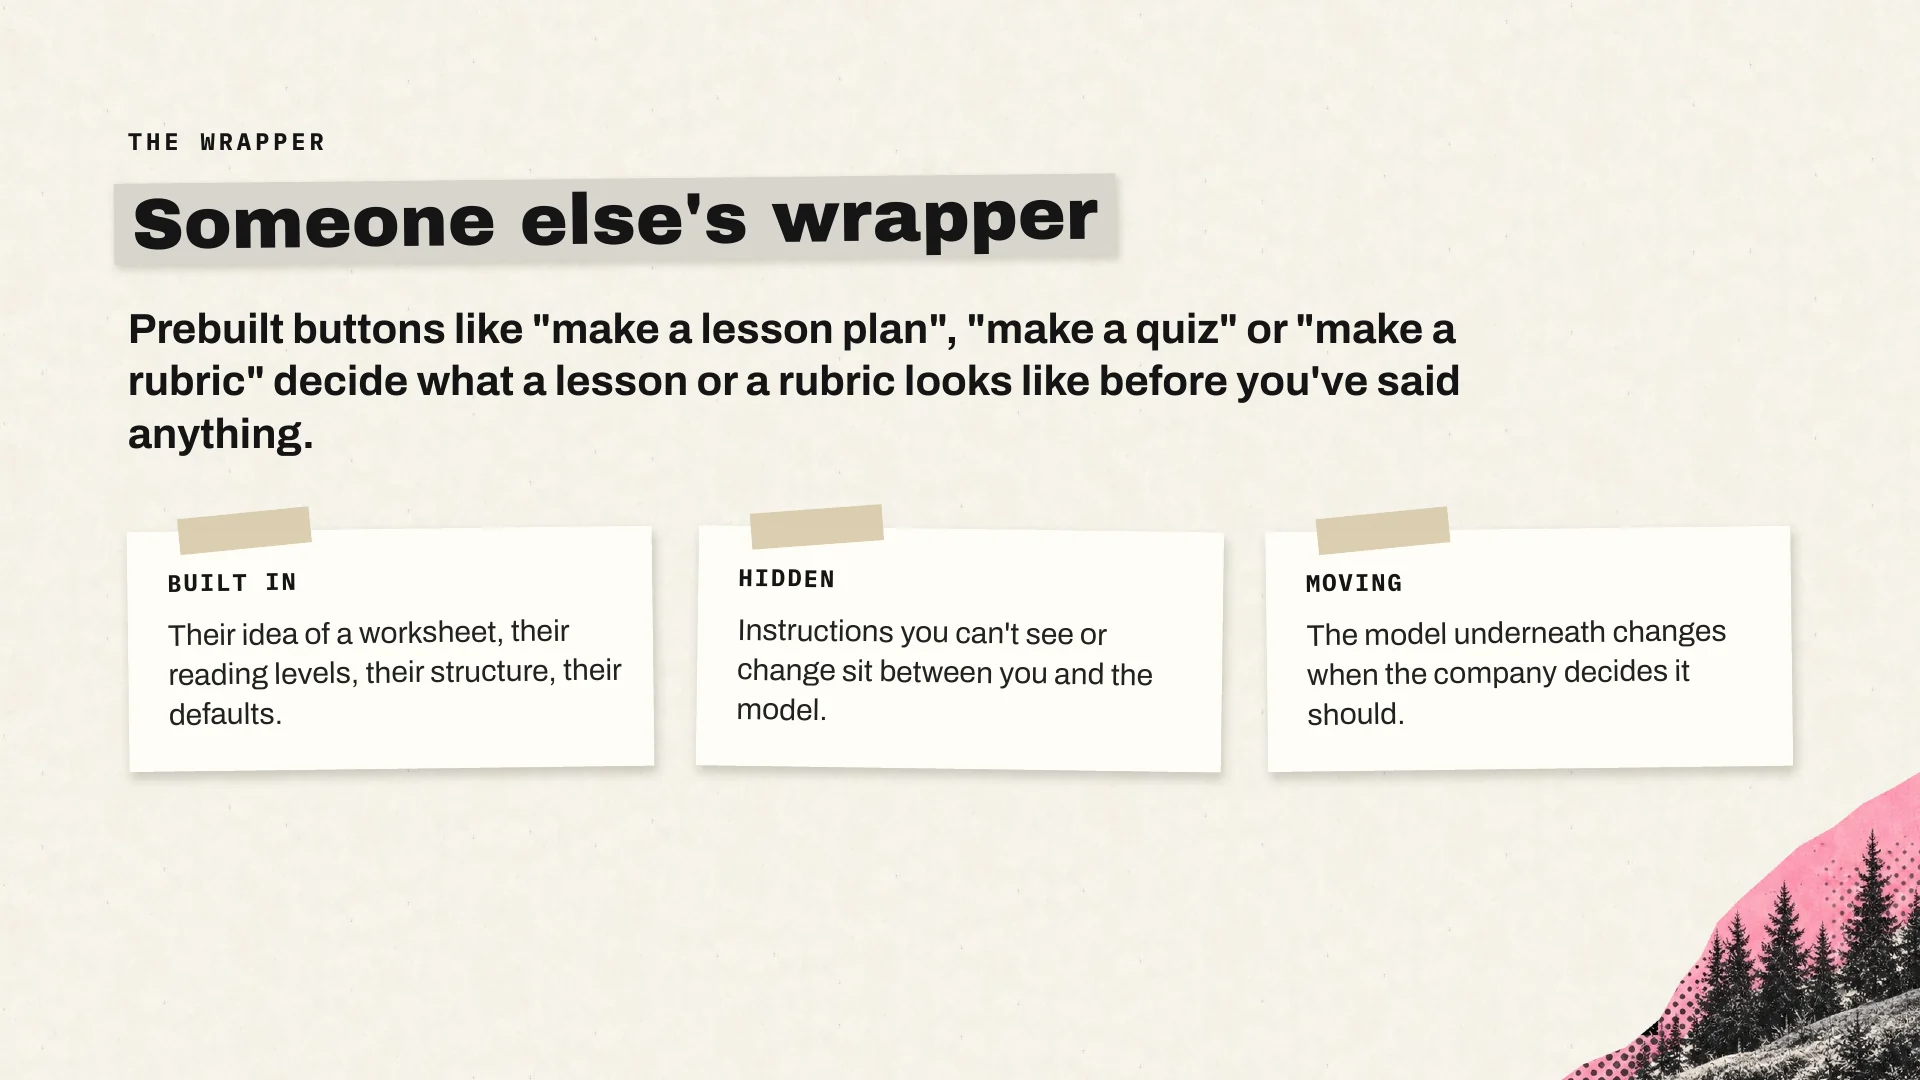 THE WRAPPER
Someone else's wrapper
Prebuilt buttons like "make a lesson plan", "make a quiz" or "make a
rubric" decide what a lesson or a rubric looks like before you've said
anything.
BUILT IN
Their idea of a worksheet, their
reading levels, their structure, their
defaults.
HIDDEN
Instructions you can't see or
change sit between you and the
model.
MOVING
The model underneath changes
when the company decides it
should.